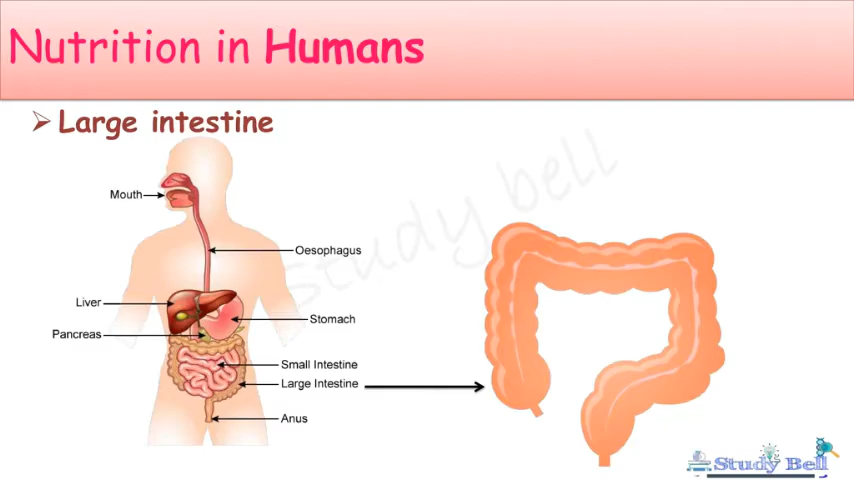 Nutrition in Humans
Large intestine
study bell
Mouth
Oesophagus
Liver
Stomach
Pancreas
Small Intestine
Large Intestine
Anus
Study Bell